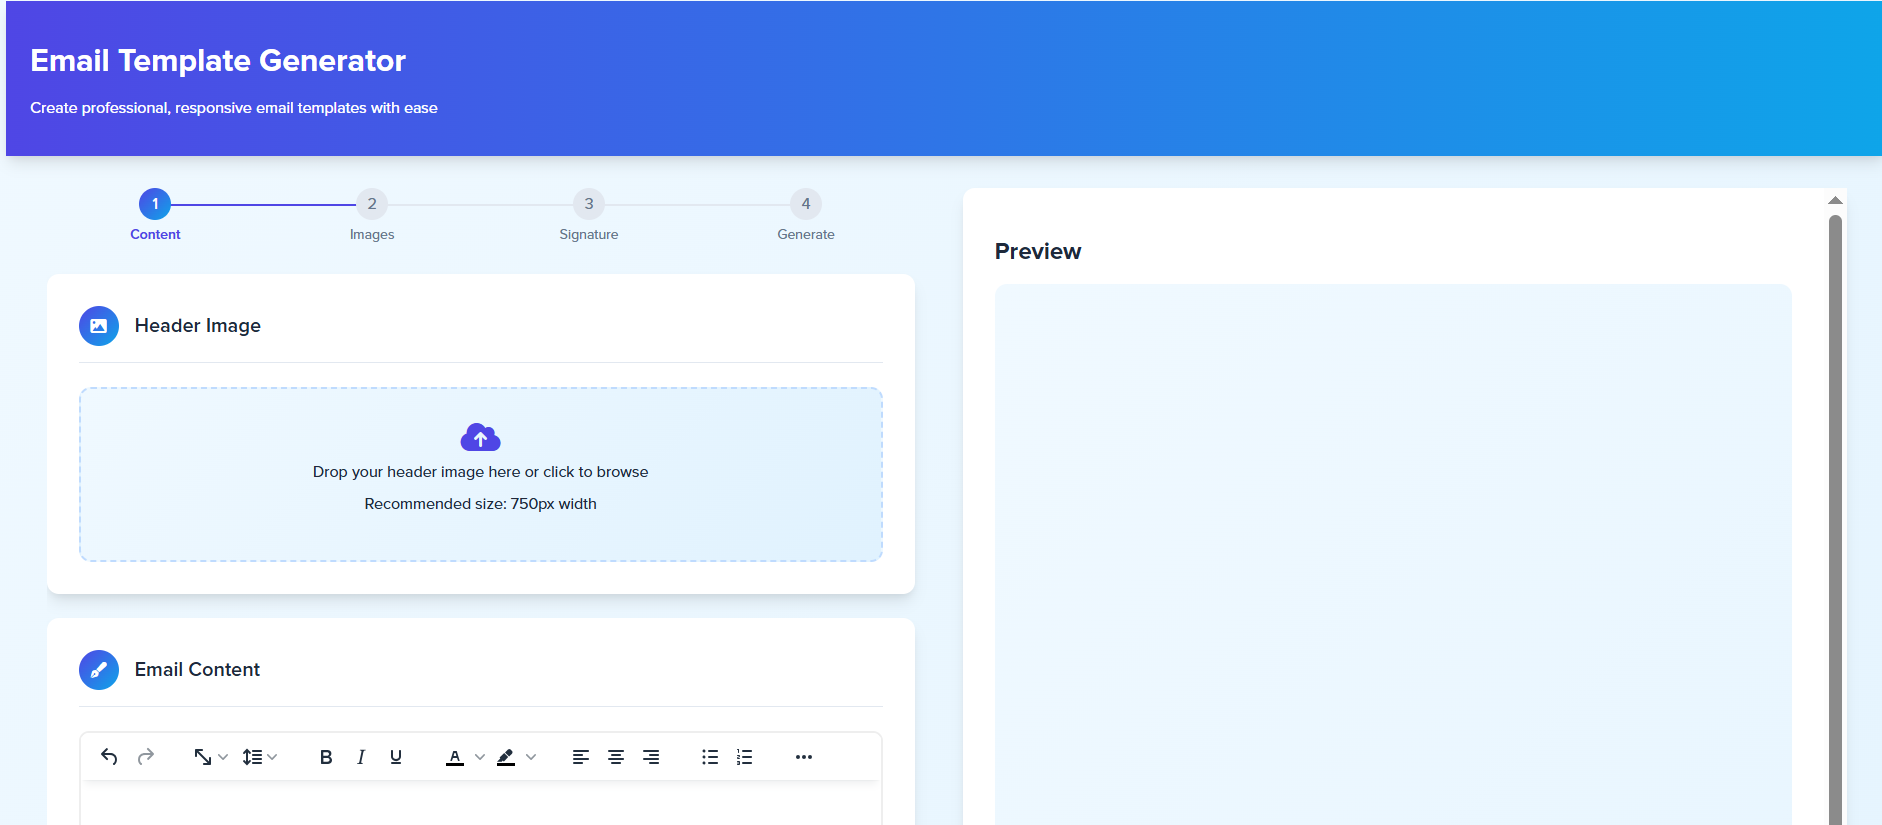 Email Template Generator
Create professional, responsive email templates with ease
1
2
3
4
Content
Images
Signature
Generate
Header Image
Drop your header image here or click to browse
Recommended size: 750px width
Email Content
B I U A
Preview